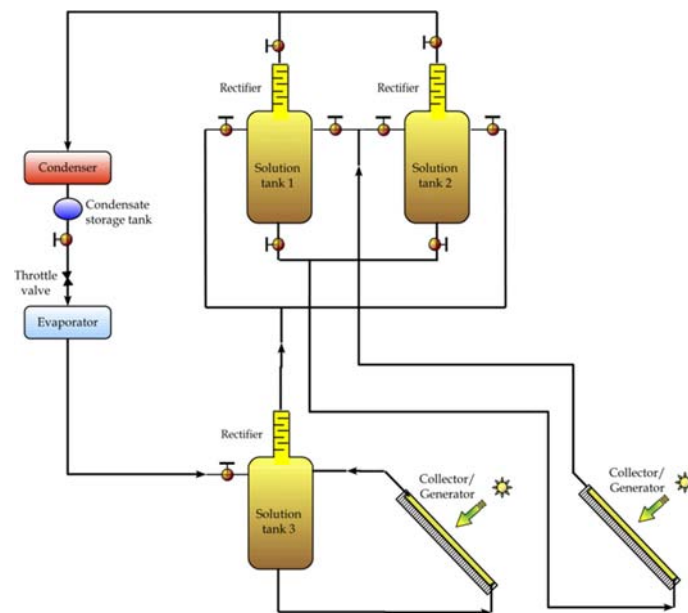 Rectifier
Rectifier
Condenser
Solution
tank 1
Solution
tank 2
Condensate
storage tank
Throttle
valve
Evaporator
Rectifier
Collector/
Generator
Collector/
Generator
Solution
tank 3